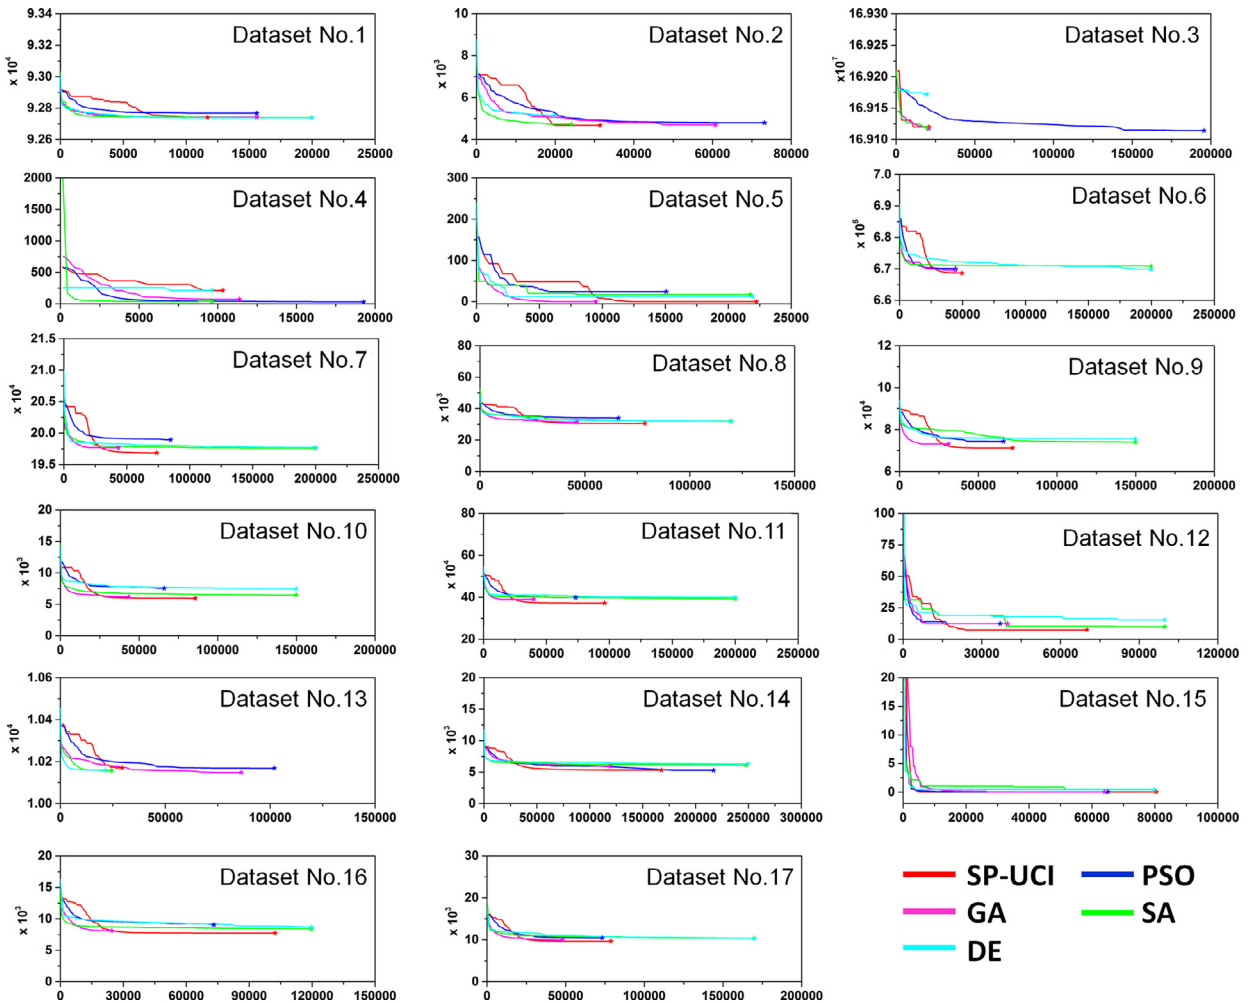 Dataset No.1
x 10⁴
9.34
9.32
9.30
9.28
9.26
0 5000 10000 15000 20000 25000
Dataset No.2
x 10³
10
8
6
4
0 20000 40000 60000 80000
Dataset No.3
x 10⁷
16.930
16.925
16.920
16.915
16.910
0 50000 100000 150000 200000
Dataset No.4
2000
1500
1000
500
0
0 5000 10000 15000 20000
Dataset No.5
300
200
100
0
0 5000 10000 15000 20000 25000
Dataset No.6
x 10⁶
7.0
6.9
6.8
6.7
6.6
0 50000 100000 150000 200000 250000
Dataset No.7
x 10⁴
21.5
21.0
20.5
20.0
19.5
0 50000 100000 150000 200000 250000
Dataset No.8
x 10³
80
60
40
20
0
0 50000 100000 150000
Dataset No.9
x 10⁴
12
10
8
6
0 50000 100000 150000 200000
Dataset No.10
x 10³
20
15
10
5
0
0 50000 100000 150000 200000
Dataset No.11
x 10⁴
80
60
40
20
0 50000 100000 150000 200000 250000
Dataset No.12
100
75
50
25
0
0 30000 60000 90000 120000
Dataset No.13
x 10⁴
1.06
1.04
1.02
1.00
0 50000 100000 150000
Dataset No.14
x 10³
20
15
10
5
0
0 50000 100000 150000 200000 250000 300000
Dataset No.15
20
15
10
5
0
0 20000 40000 60000 80000 100000
Dataset No.16
x 10³
20
15
10
5
0
0 30000 60000 90000 120000 150000
Dataset No.17
x 10³
30
20
10
0
0 50000 100000 150000 200000
SP-UCI PSO
GA SA
DE